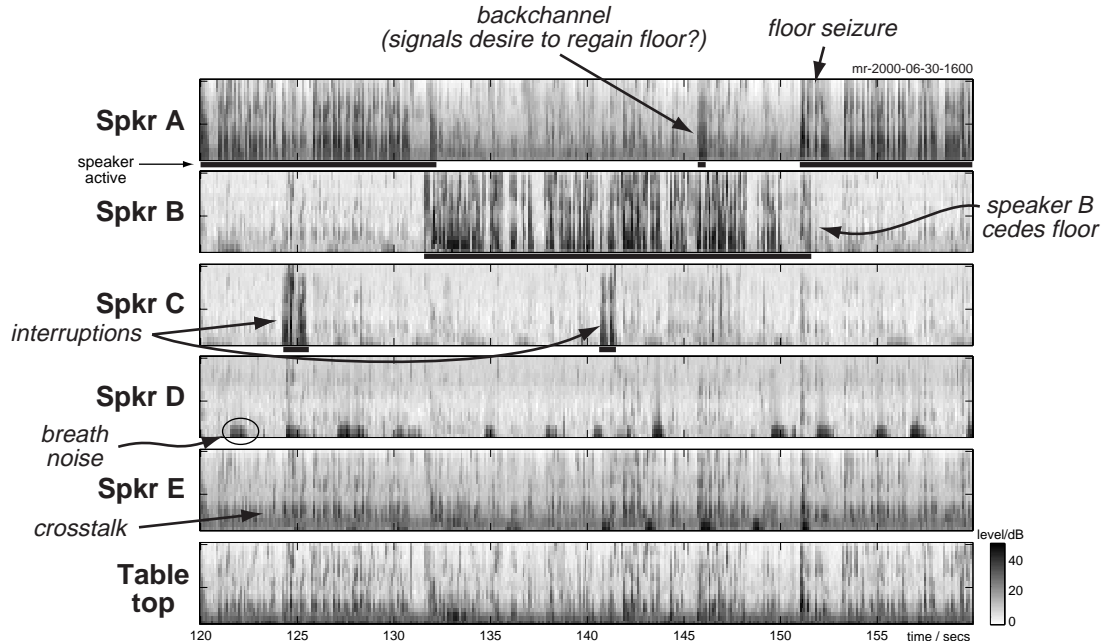 backchannel
(signals desire to regain floor?)
floor seizure
mr-2000-06-30-1600
Spkr A
speaker
active
Spkr B
speaker B
cedes floor
Spkr C
interruptions
Spkr D
breath
noise
Spkr E
crosstalk
level/dB
40
20
0
Table
top
120 125 130 135 140 145 150 155 time / secs